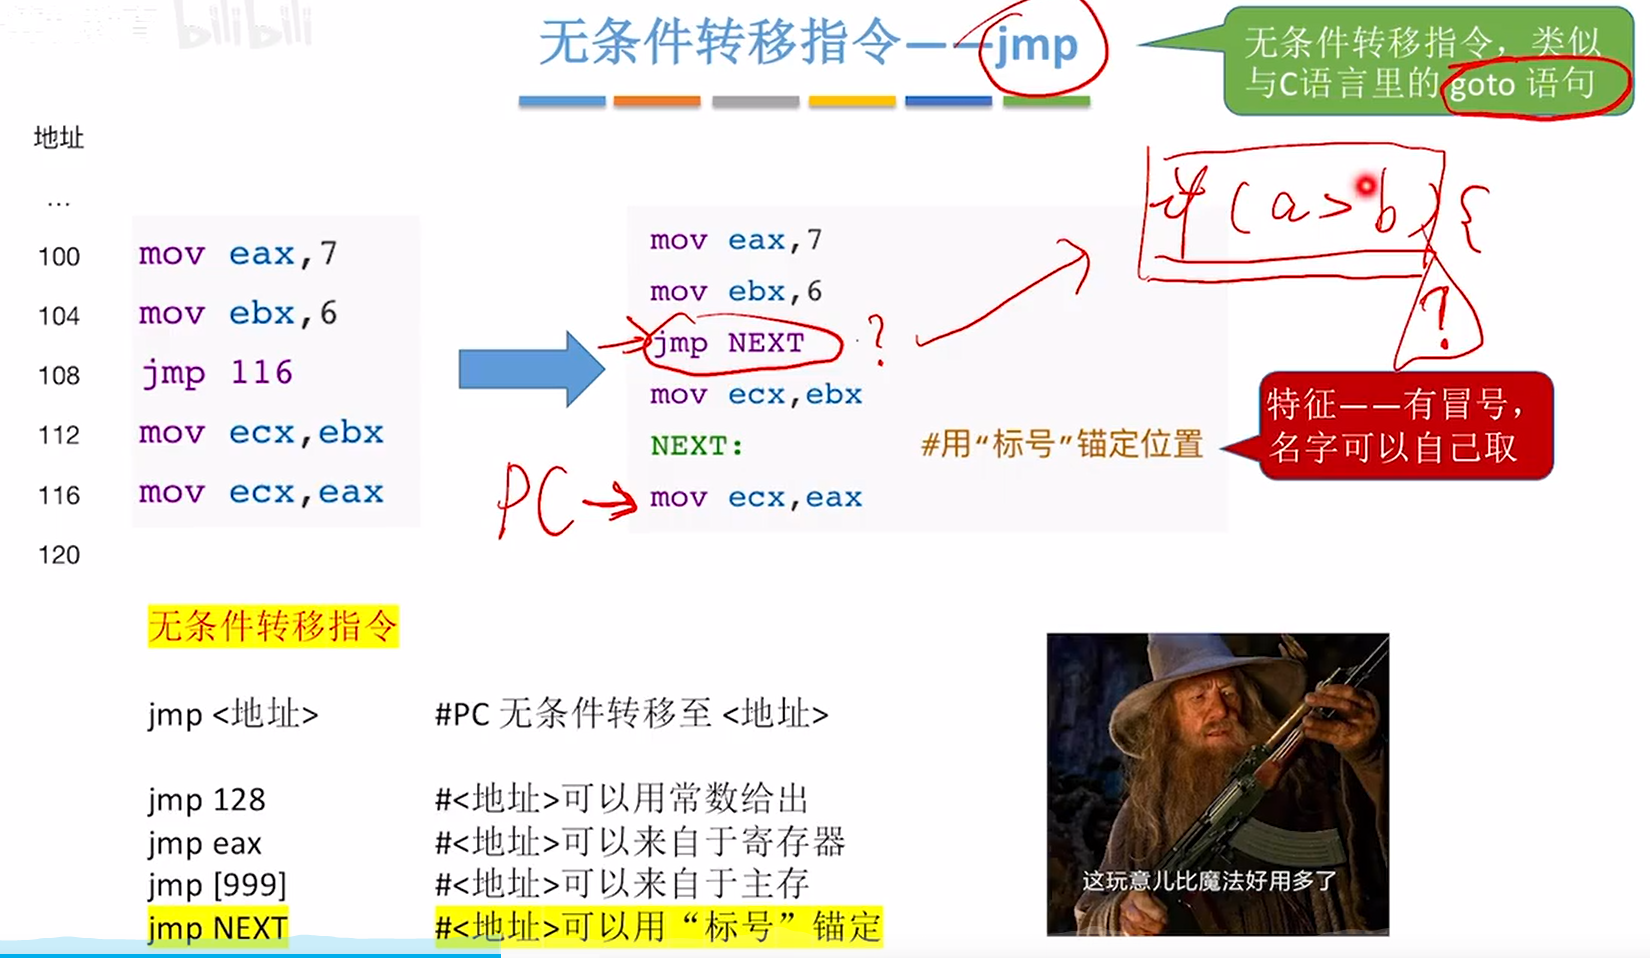 bilibili
无条件转移指令——jmp
无条件转移指令，类似
与C语言里的 goto 语句
地址
...
100 mov eax,7
104 mov ebx,6
108 jmp 116
112 mov ecx,ebx
116 mov ecx,eax
120
mov eax,7
mov ebx,6
jmp NEXT ?
mov ecx,ebx
NEXT: #用“标号”锚定位置
PC → mov ecx,eax
if (a>b) {
?
特征——有冒号，
名字可以自己取
无条件转移指令
jmp <地址> #PC 无条件转移至 <地址>
jmp 128 #<地址>可以用常数给出
jmp eax #<地址>可以来自于寄存器
jmp [999] #<地址>可以来自于主存
jmp NEXT #<地址>可以用“标号”锚定
这玩意儿比魔法好用多了